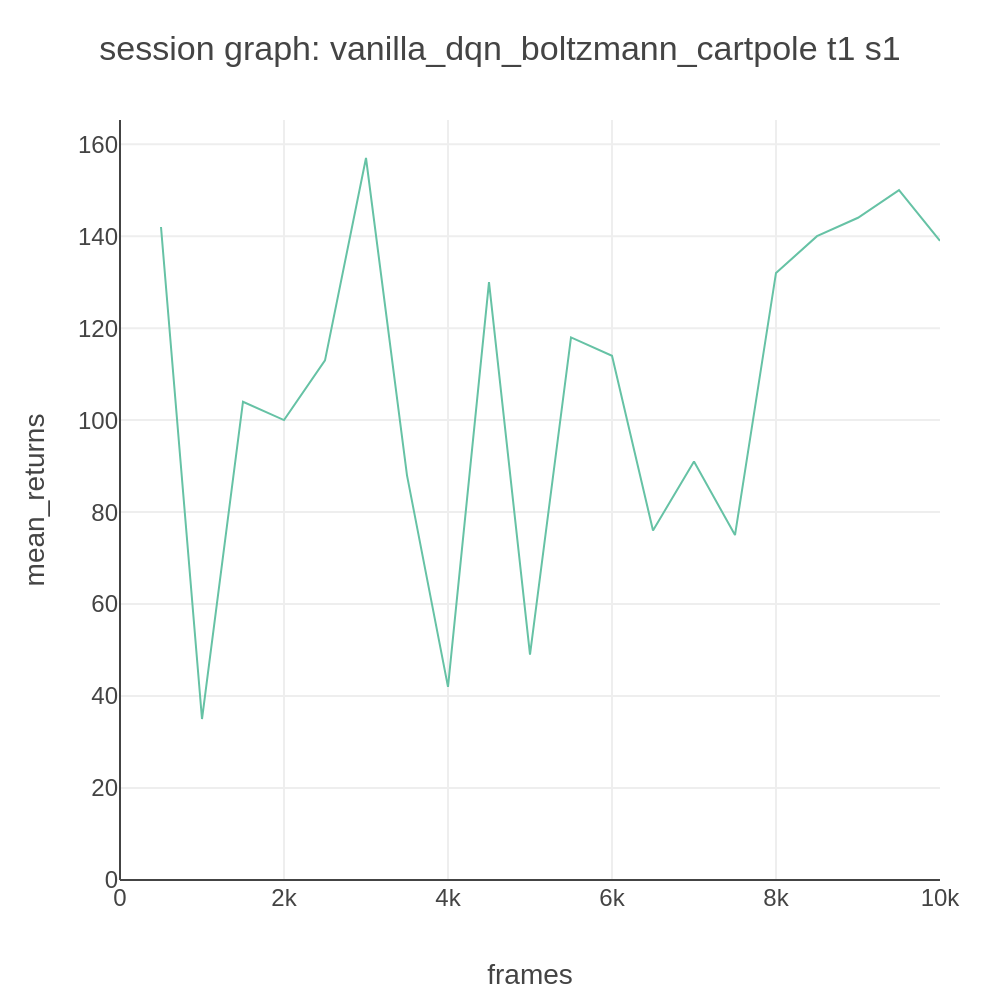 session graph: vanilla_dqn_boltzmann_cartpole t1 s1
160
140
120
100
80
60
40
20
0
mean_returns
0 2k 4k 6k 8k 10k
frames